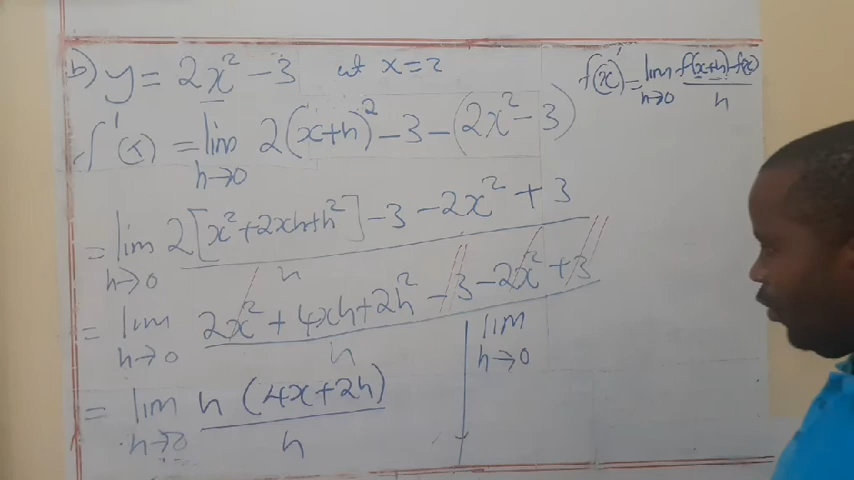 b) y = 2x² - 3 at x = 2
f'(x) = lim h→0 f(x+h) - f(x) / h
f'(x) = lim h→0 2(x+h)² - 3 - (2x² - 3)
= lim h→0 2[x² + 2xh + h²] - 3 - 2x² + 3 / h
= lim h→0 2x² + 4xh + 2h² - 3 - 2x² + 3 / h
= lim h→0 h (4x + 2h) / h
lim h→0